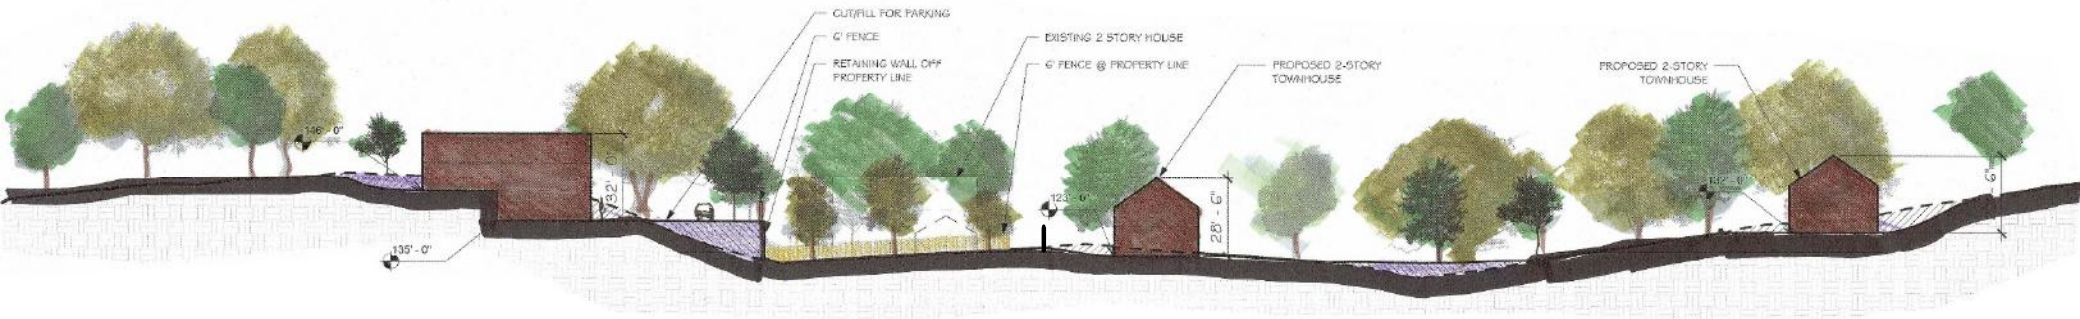 CUT/FILL FOR PARKING
6' FENCE
RETAINING WALL OFF
PROPERTY LINE
EXISTING 2 STORY HOUSE
6' FENCE @ PROPERTY LINE
PROPOSED 2-STORY
TOWNHOUSE
PROPOSED 2-STORY
TOWNHOUSE
146' - 0"
32' - 0"
135' - 0"
123' - 6"
28' - 6"
132' - 0"